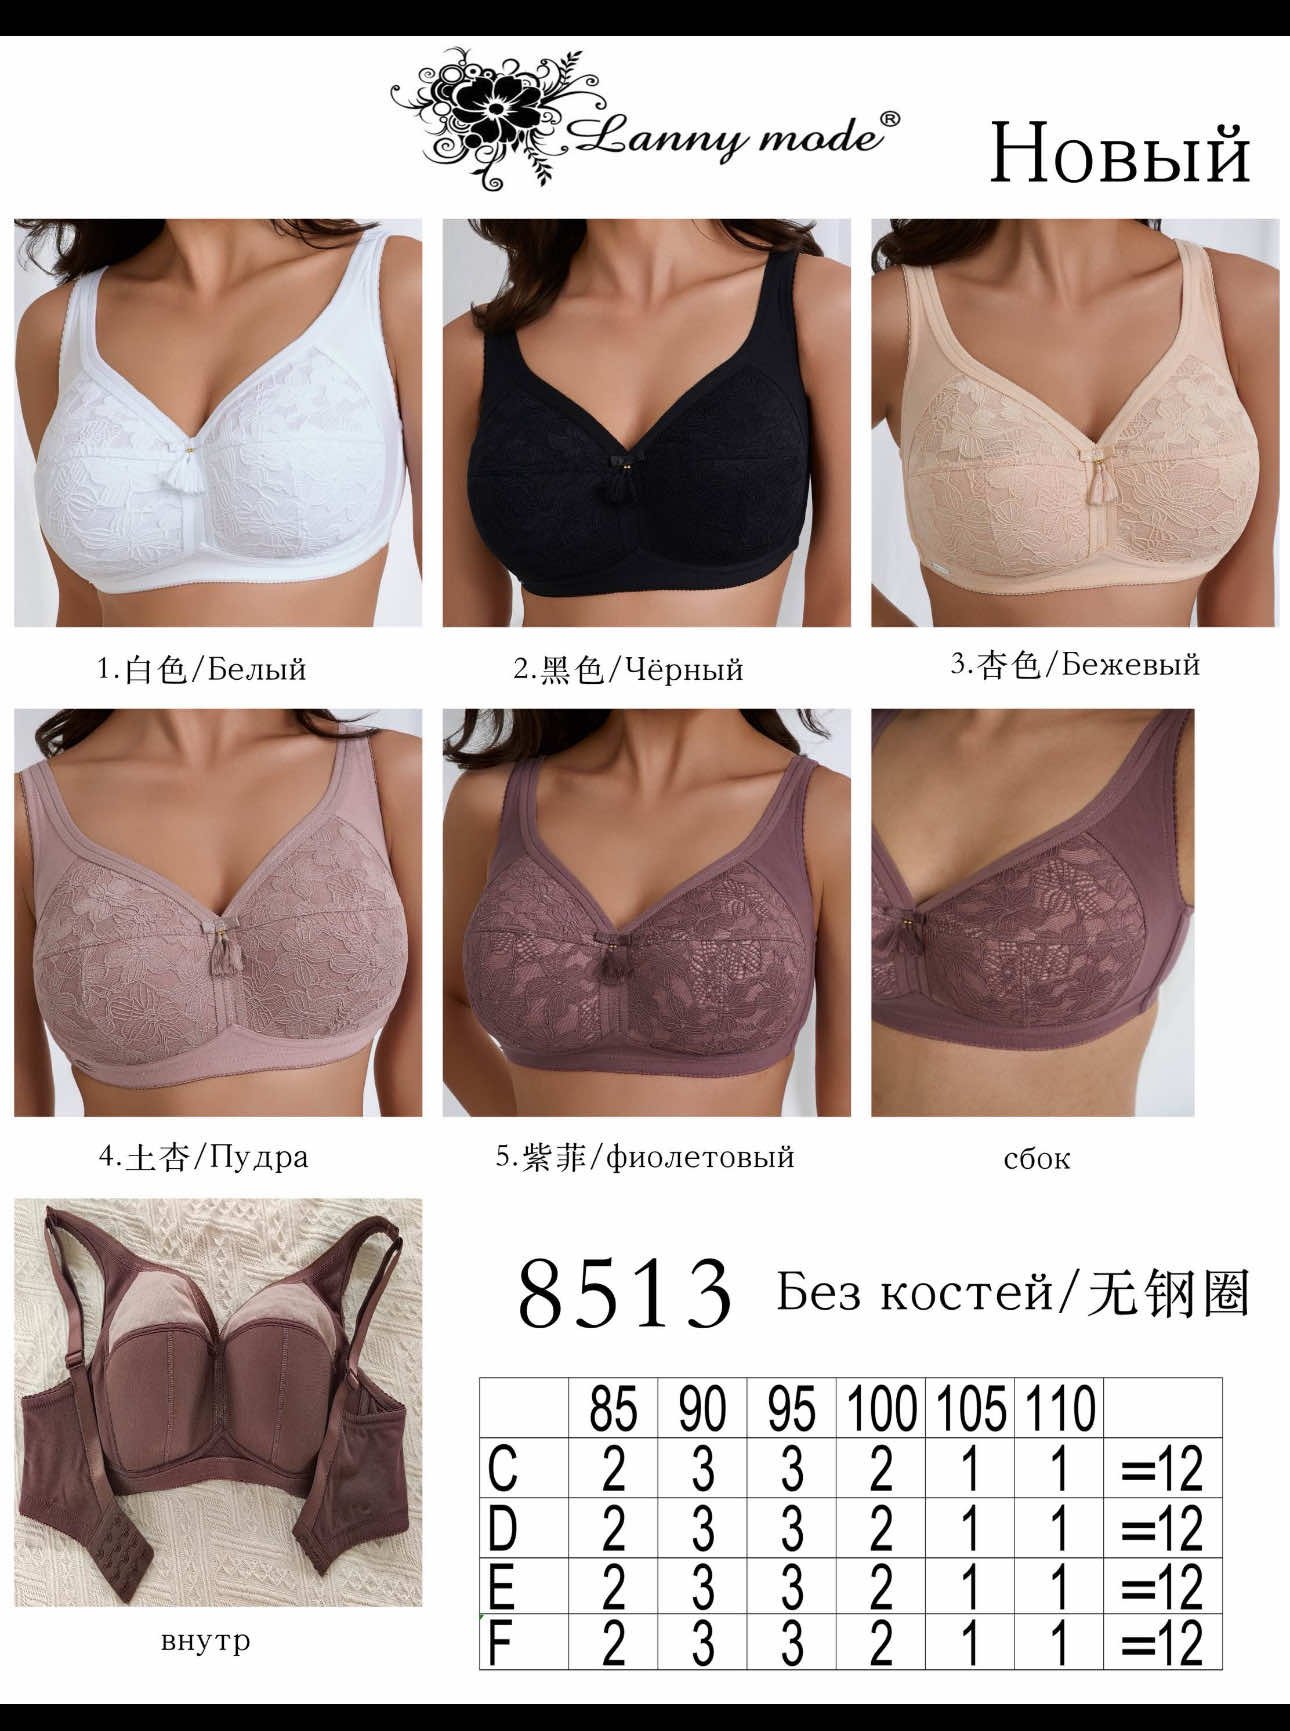 Lanny mode®
Новый
1.白色/Белый
2.黑色/Чёрный
3.杏色/Бежевый
4.土杏/Пудра
5.紫菲/фиолетовый
сбок
внутр
8513 Без костей/无钢圈
85 90 95 100 105 110
C 2 3 3 2 1 1 =12
D 2 3 3 2 1 1 =12
E 2 3 3 2 1 1 =12
F 2 3 3 2 1 1 =12